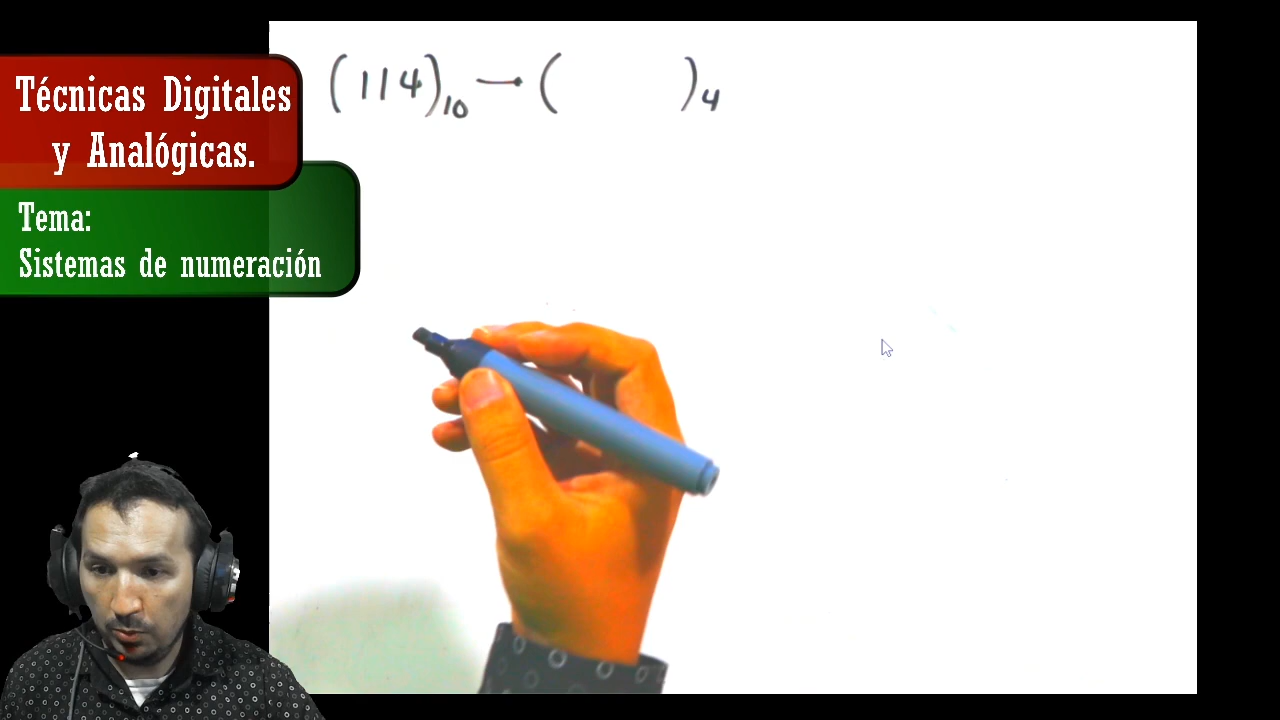 (114)10 → ( )4
Técnicas Digitales
y Analógicas.
Tema:
Sistemas de numeración